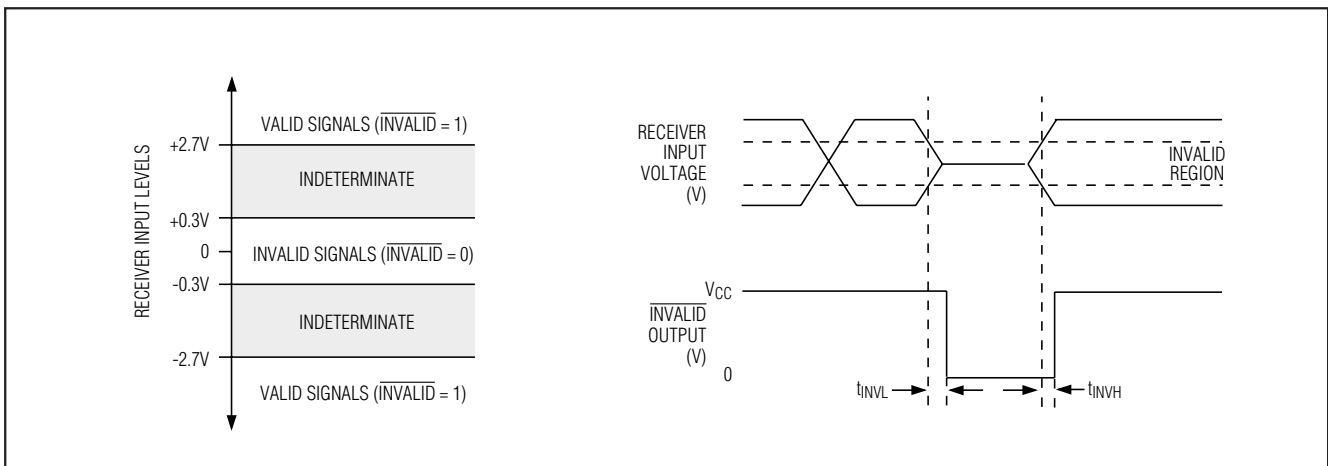 RECEIVER INPUT LEVELS
VALID SIGNALS (INVALID = 1)
+2.7V
INDETERMINATE
+0.3V
0
INVALID SIGNALS (INVALID = 0)
-0.3V
INDETERMINATE
-2.7V
VALID SIGNALS (INVALID = 1)
RECEIVER
INPUT
VOLTAGE
(V)
INVALID
REGION
VCC
INVALID
OUTPUT
(V)
0
tINVL
tINVH